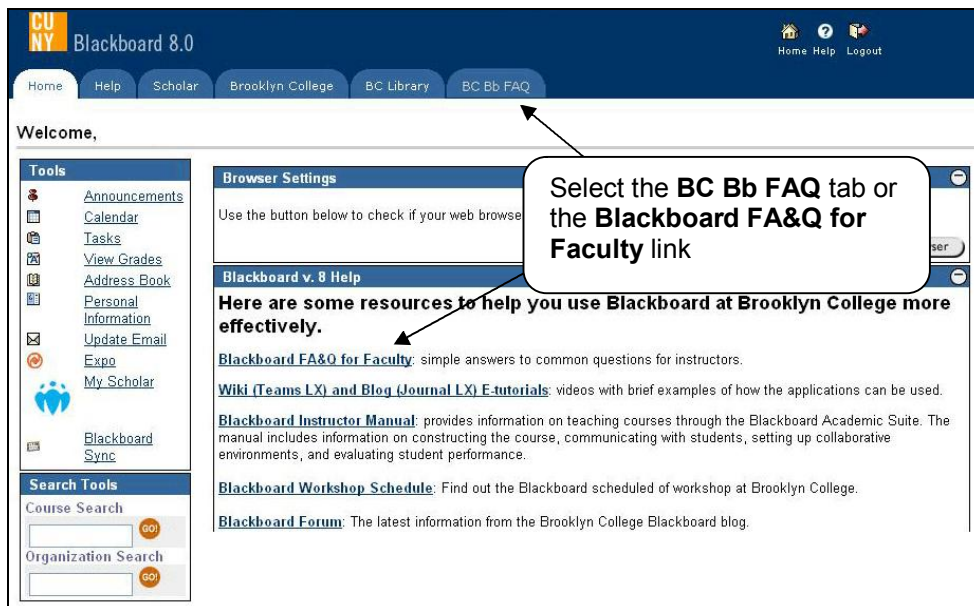 CU
NY Blackboard 8.0
Home Help Logout
Home Help Scholar Brooklyn College BC Library BC Bb FAQ
Welcome,
Tools
Announcements
Calendar
Tasks
View Grades
Address Book
Personal
Information
Update Email
Expo
My Scholar
Blackboard
Sync
Search Tools
Course Search
GO!
Organization Search
GO!
Browser Settings
Use the button below to check if your web browse
Select the BC Bb FAQ tab or
the Blackboard FA&Q for
Faculty link
Blackboard v. 8 Help
Here are some resources to help you use Blackboard at Brooklyn College more
effectively.
Blackboard FA&Q for Faculty: simple answers to common questions for instructors.
Wiki (Teams LX) and Blog (Journal LX) E-tutorials: videos with brief examples of how the applications can be used.
Blackboard Instructor Manual: provides information on teaching courses through the Blackboard Academic Suite. The
manual includes information on constructing the course, communicating with students, setting up collaborative
environments, and evaluating student performance.
Blackboard Workshop Schedule: Find out the Blackboard scheduled of workshop at Brooklyn College.
Blackboard Forum: The latest information from the Brooklyn College Blackboard blog.